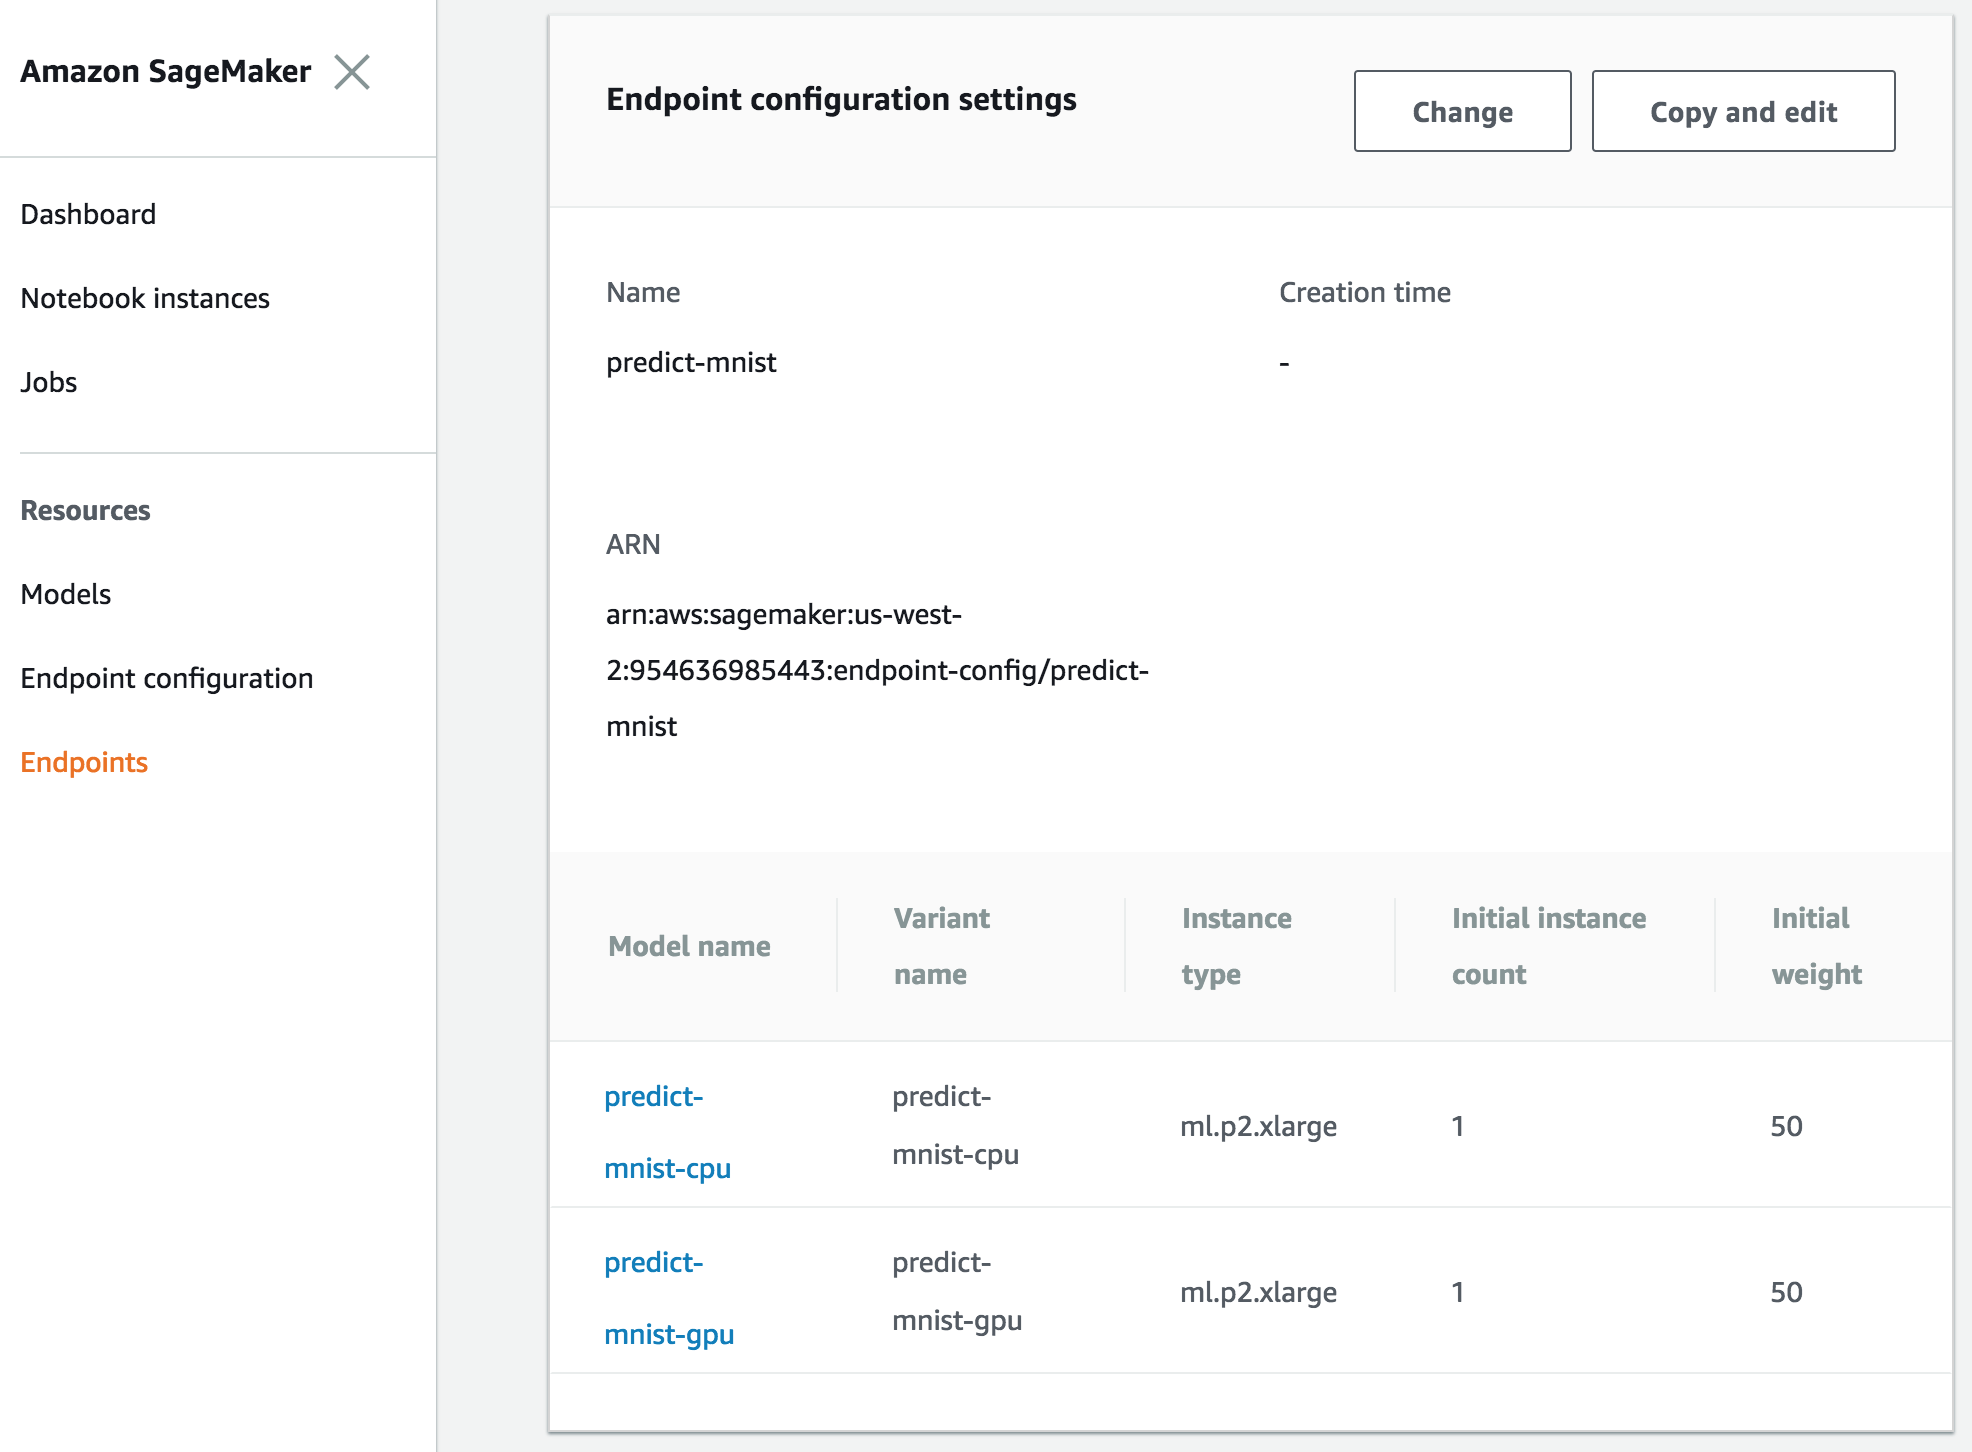 Amazon SageMaker
Dashboard
Notebook instances
Jobs
Resources
Models
Endpoint configuration
Endpoints
Endpoint configuration settings
Change
Copy and edit
Name
predict-mnist
Creation time
-
ARN
arn:aws:sagemaker:us-west-
2:954636985443:endpoint-config/predict-
mnist
Model name
Variant
name
Instance
type
Initial instance
count
Initial
weight
predict-
mnist-cpu
predict-
mnist-cpu
ml.p2.xlarge
1
50
predict-
mnist-gpu
predict-
mnist-gpu
ml.p2.xlarge
1
50